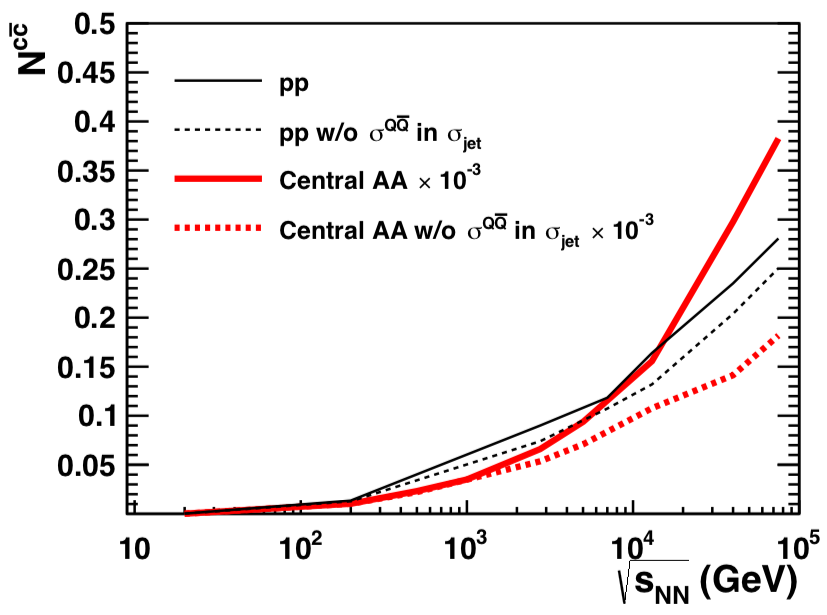 N^cc̄
0.5
0.45
0.4
0.35
0.3
0.25
0.2
0.15
0.1
0.05
pp
pp w/o σ^QQ̄ in σ_jet
Central AA × 10^-3
Central AA w/o σ^QQ̄ in σ_jet × 10^-3
10 10^2 10^3 10^4 10^5
√s_NN (GeV)